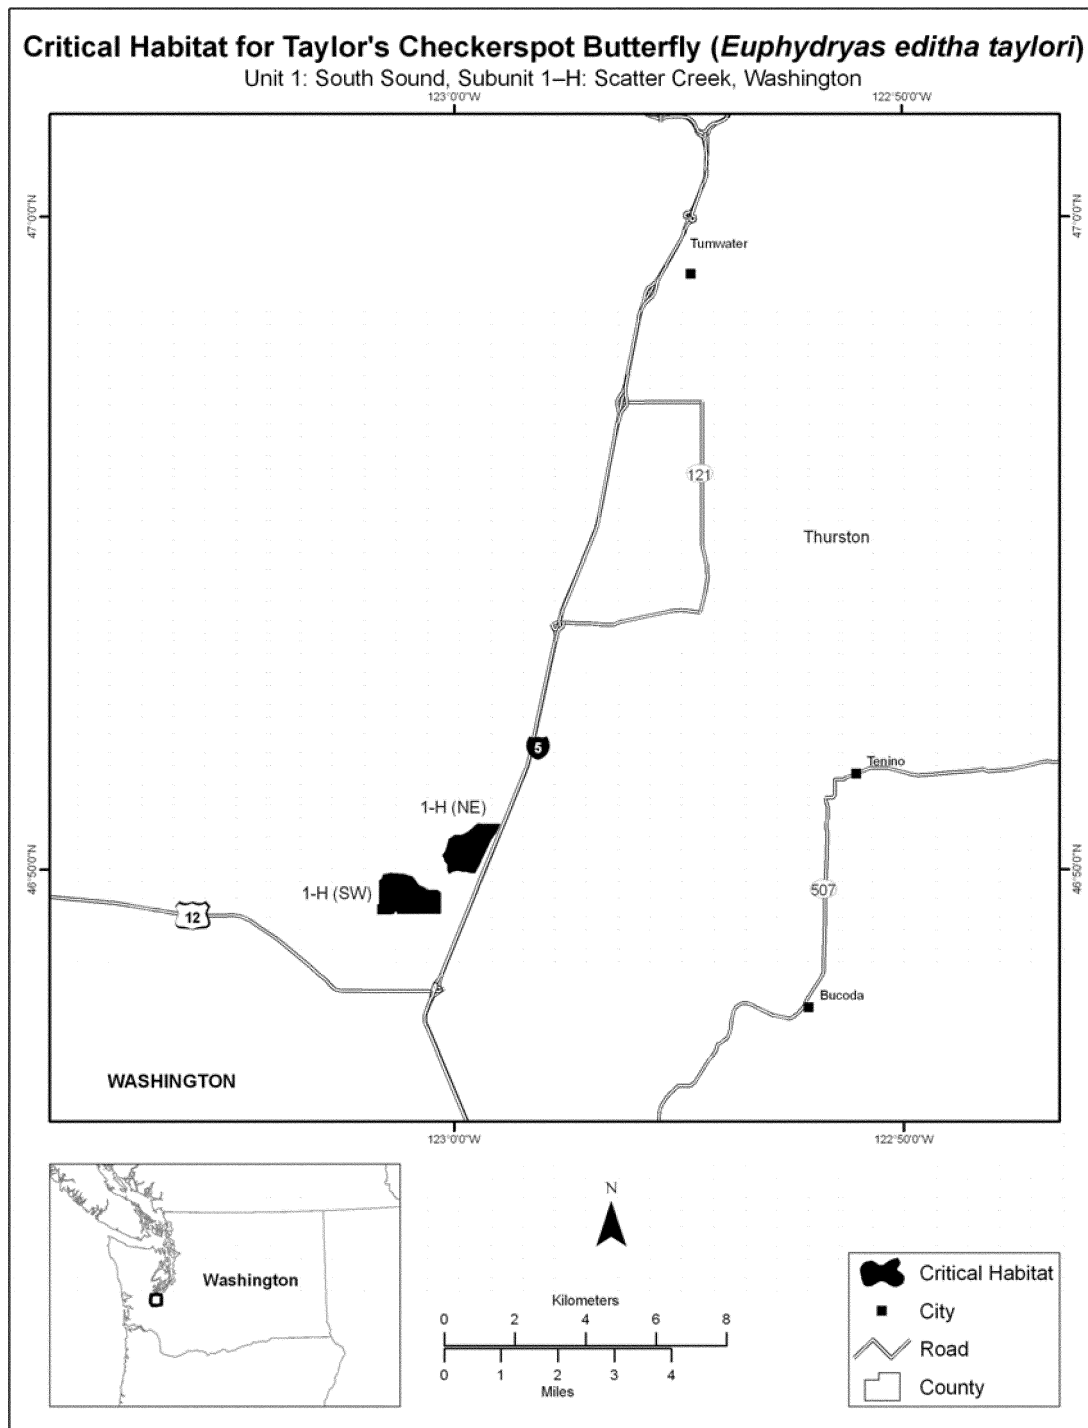 Critical Habitat for Taylor's Checkerspot Butterfly (Euphydryas editha taylori)
Unit 1: South Sound, Subunit 1–H: Scatter Creek, Washington
123°0'0"W
122°50'0"W
47°0'0"N
47°0'0"N
Tumwater
121
Thurston
5
Tenino
1-H (NE)
46°50'0"N
46°50'0"N
1-H (SW)
507
12
Bucoda
WASHINGTON
123°0'0"W
122°50'0"W
Washington
N
Kilometers
0 2 4 6 8
0 1 2 3 4
Miles
Critical Habitat
City
Road
County